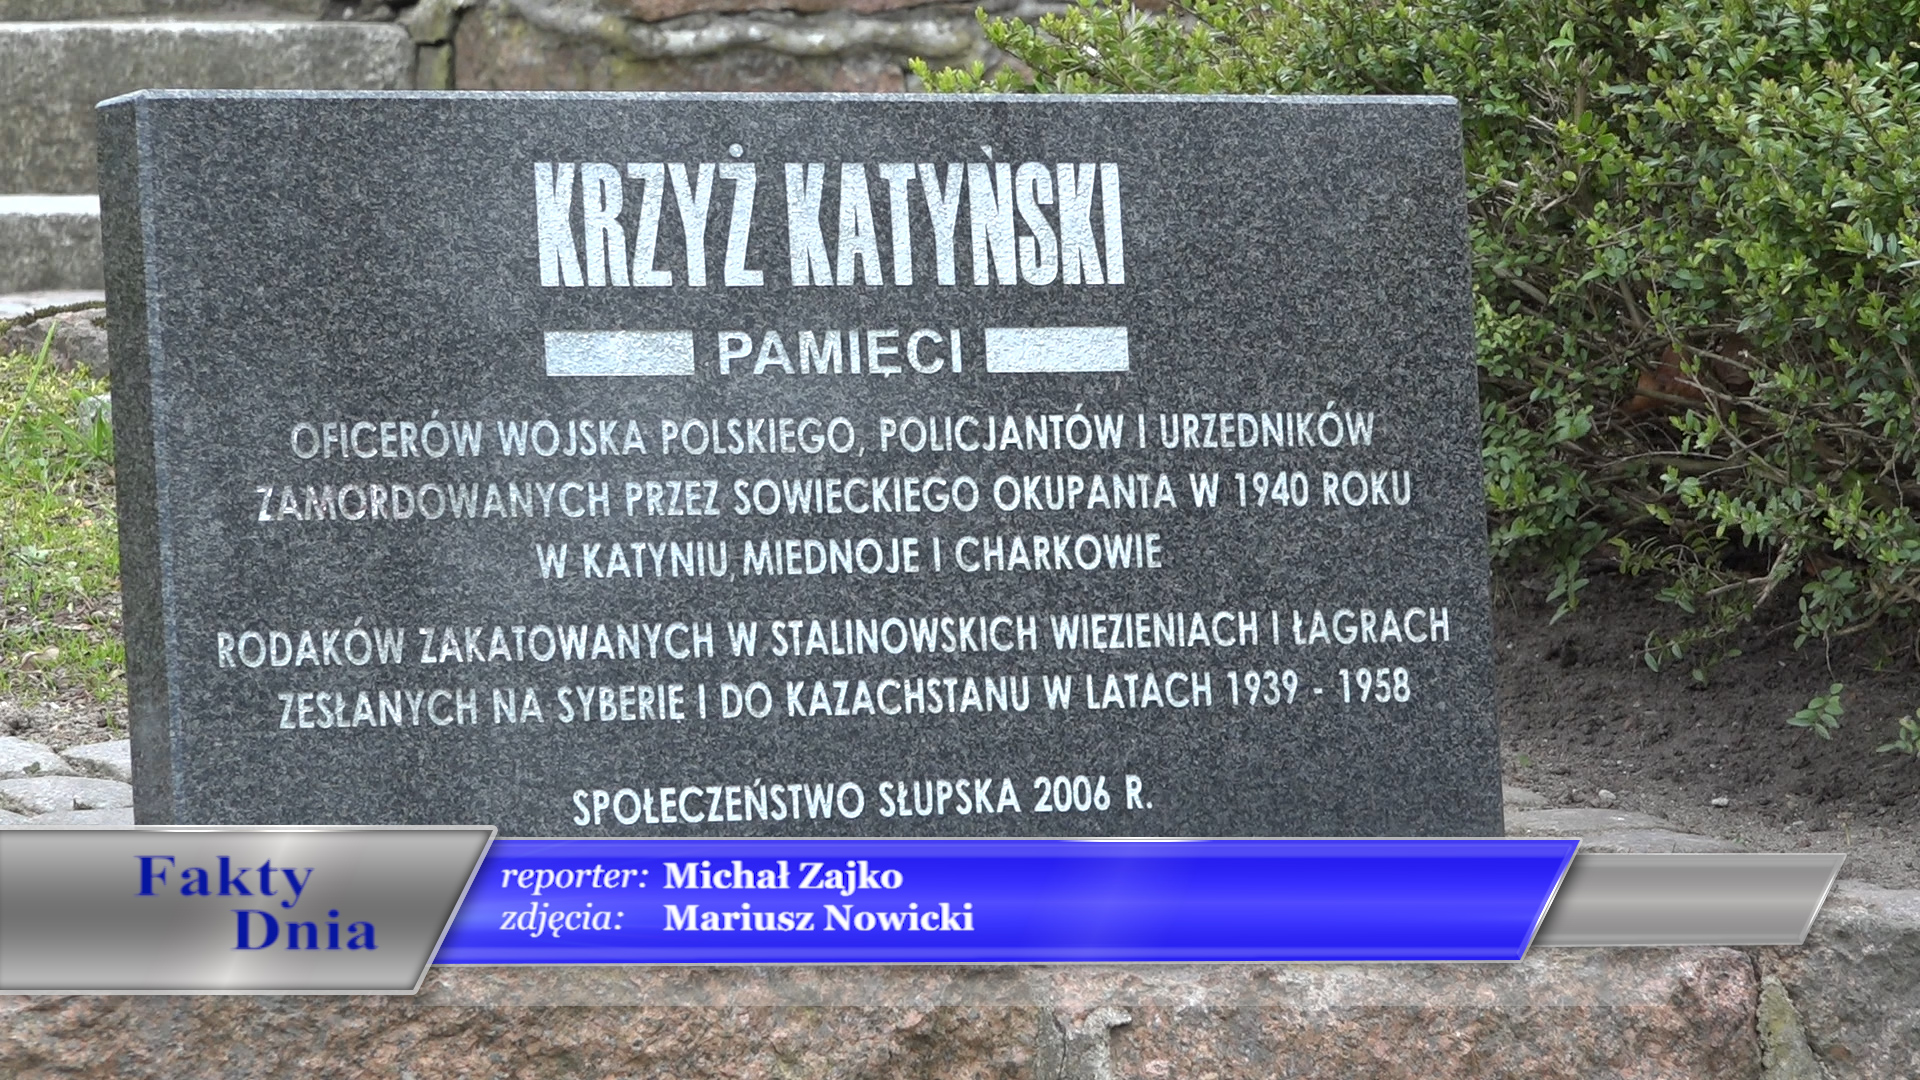 KRZYŻ KATYŃSKI
PAMIĘCI
OFICERÓW WOJSKA POLSKIEGO, POLICJANTÓW I URZEDNIKÓW
ZAMORDOWANYCH PRZEZ SOWIECKIEGO OKUPANTA W 1940 ROKU
W KATYNIU, MIEDNOJE I CHARKOWIE
RODAKÓW ZAKATOWANYCH W STALINOWSKICH WIĘZIENIACH I ŁAGRACH
ZESŁANYCH NA SYBERIE I DO KAZACHSTANU W LATACH 1939 - 1958
SPOŁECZEŃSTWO SŁUPSKA 2006 R.
Fakty
Dnia
reporter: Michał Zajko
zdjęcia: Mariusz Nowicki